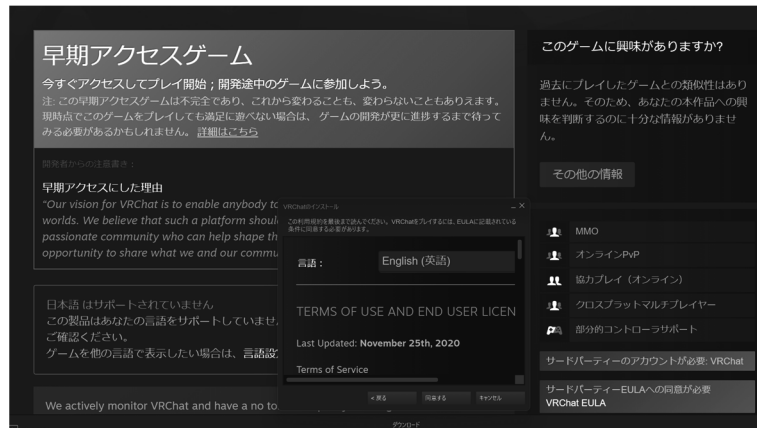 早期アクセスゲーム
今すぐアクセスしてプレイ開始；開発途中のゲームに参加しよう。
注: この早期アクセスゲームは不完全であり、これから変わることも、変わらないこともありえます。
現時点でこのゲームをプレイしても満足に遊べない場合は、 ゲームの開発が更に進捗するまで待って
みる必要があるかもしれません。 詳細はこちら
開発者からの注意書き：
早期アクセスにした理由
“Our vision for VRChat is to enable anybody to
worlds. We believe that such a platform shoul
passionate community who can help shape th
opportunity to share what we and our commu
日本語 はサポートされていません
この製品はあなたの言語をサポートしていませ
ご確認ください。
ゲームを他の言語で表示したい場合は、言語設
We actively monitor VRChat and have a no to
VRChatのインストール
この利用規約を最後まで読んでください。VRChatをプレイするには、EULAに記載されている
条件に同意する必要があります。
言語：
English (英語)
TERMS OF USE AND END USER LICEN
Last Updated: November 25th, 2020
Terms of Service
< 戻る
同意する
キャンセル
このゲームに興味がありますか?
過去にプレイしたゲームとの類似性はあり
ません。そのため、あなたの本作品への興
味を判断するのに十分な情報がありませ
ん。
その他の情報
MMO
オンラインPvP
協力プレイ（オンライン）
クロスプラットマルチプレイヤー
部分的コントローラサポート
サードパーティーのアカウントが必要: VRChat
サードパーティーEULAへの同意が必要
VRChat EULA
ダウンロード